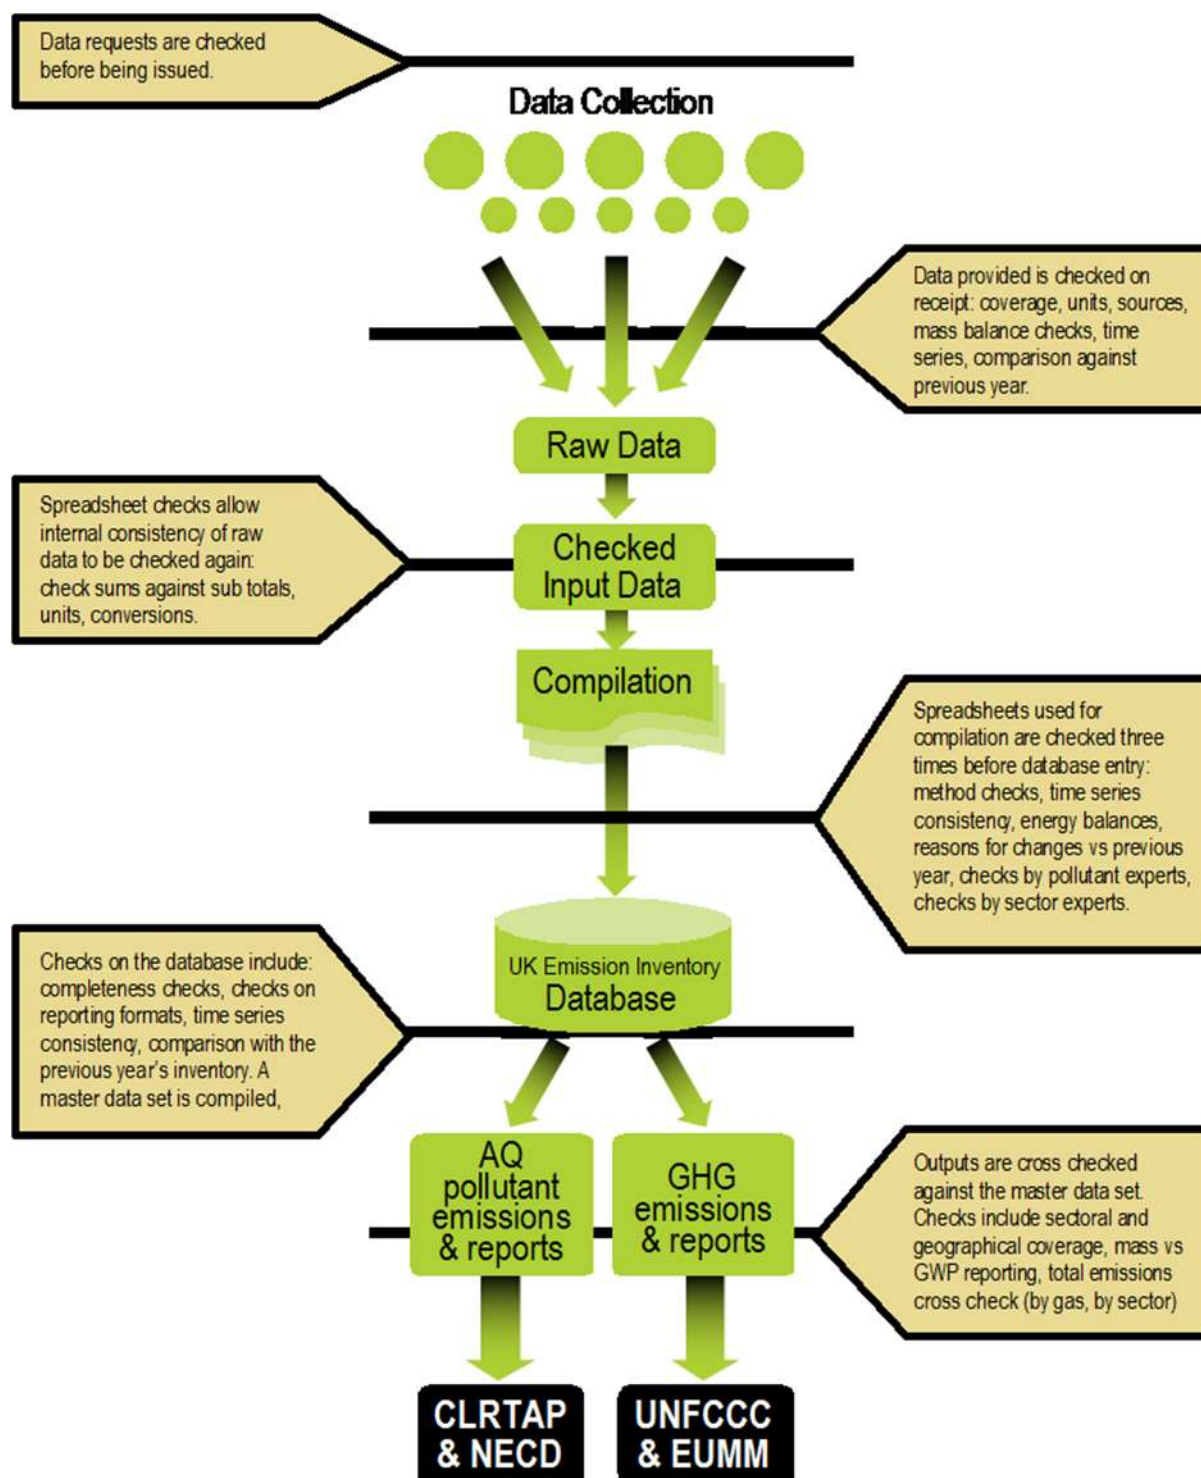 Data requests are checked
before being issued.
Data Collection
Data provided is checked on
receipt: coverage, units, sources,
mass balance checks, time
series, comparison against
previous year.
Raw Data
Spreadsheet checks allow
internal consistency of raw
data to be checked again:
check sums against sub totals,
units, conversions.
Checked
Input Data
Compilation
Spreadsheets used for
compilation are checked three
times before database entry:
method checks, time series
consistency, energy balances,
reasons for changes vs previous
year, checks by pollutant experts,
checks by sector experts.
UK Emission Inventory
Database
Checks on the database include:
completeness checks, checks on
reporting formats, time series
consistency, comparison with the
previous year's inventory. A
master data set is compiled,
AQ
pollutant
emissions
& reports
GHG
emissions
& reports
Outputs are cross checked
against the master data set.
Checks include sectoral and
geographical coverage, mass vs
GWP reporting, total emissions
cross check (by gas, by sector)
CLRTAP
& NECD
UNFCCC
& EUMM